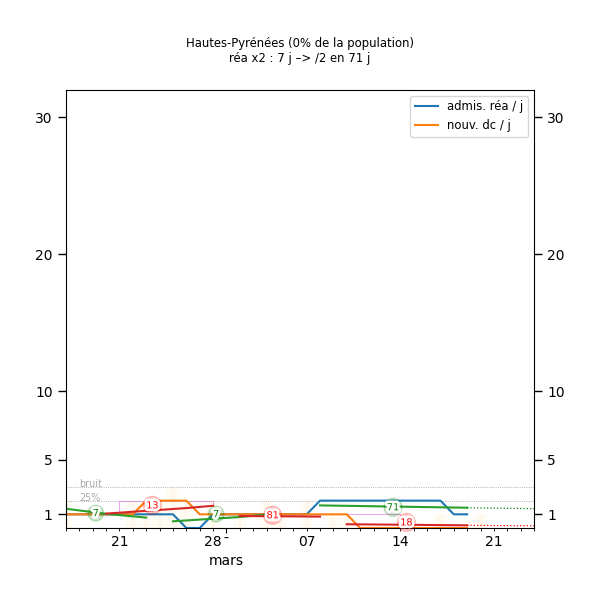 Hautes-Pyrénées (0% de la population)
réa x2 : 7 j –> /2 en 71 j
admis. réa / j
nouv. dc / j
30 30
20 20
10 10
5 5
bruit
25%
1 1
7 13 7 81 71 18
21 28 07 14 21
mars